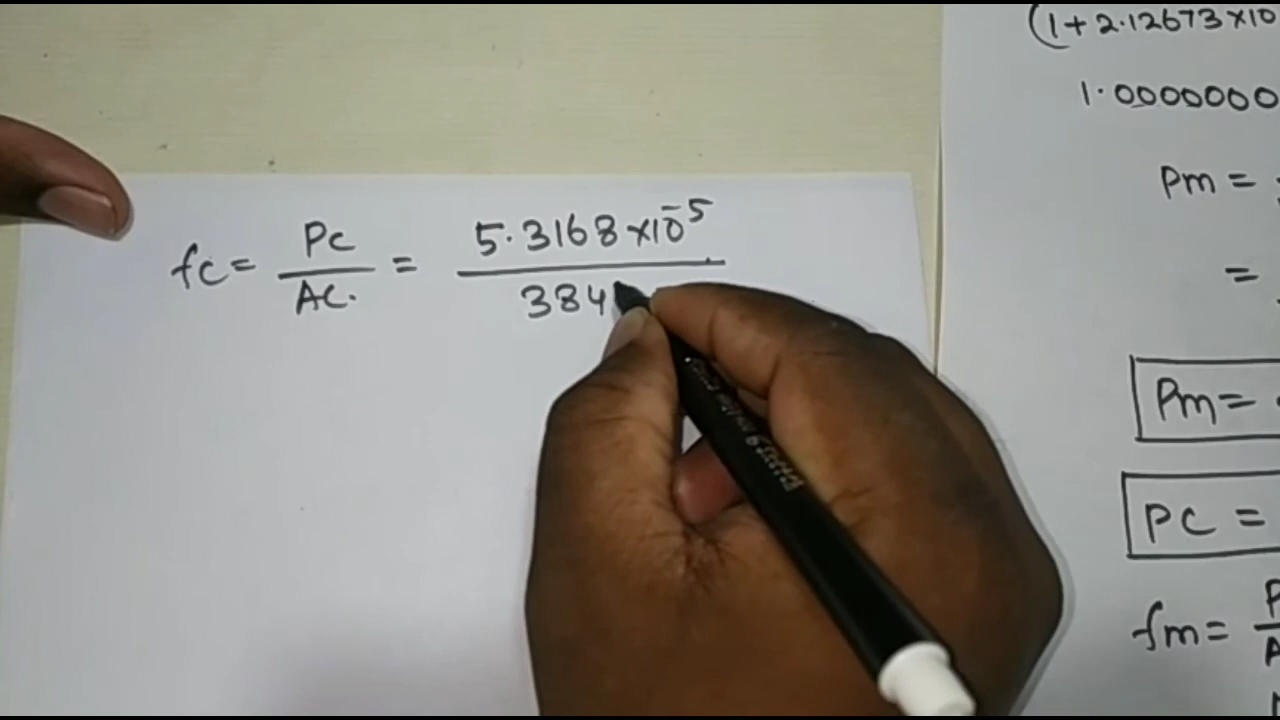 fc = Pc / Ac. = 5.3168×10⁻⁵ / 384
(1+2.12673×10
1.0000000
Pm =
=
Pm =
Pc =
fm = P / A